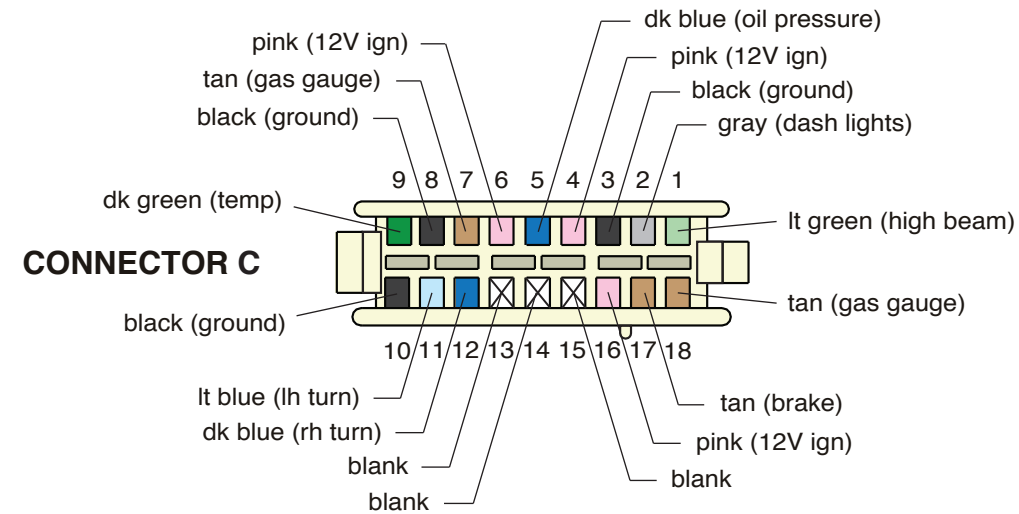 dk blue (oil pressure)
pink (12V ign)
pink (12V ign)
tan (gas gauge)
black (ground)
black (ground)
gray (dash lights)
9 8 7 6 5 4 3 2 1
dk green (temp)
lt green (high beam)
CONNECTOR C
tan (gas gauge)
black (ground)
10 11 12 13 14 15 16 17 18
lt blue (lh turn)
tan (brake)
dk blue (rh turn)
pink (12V ign)
blank
blank
blank